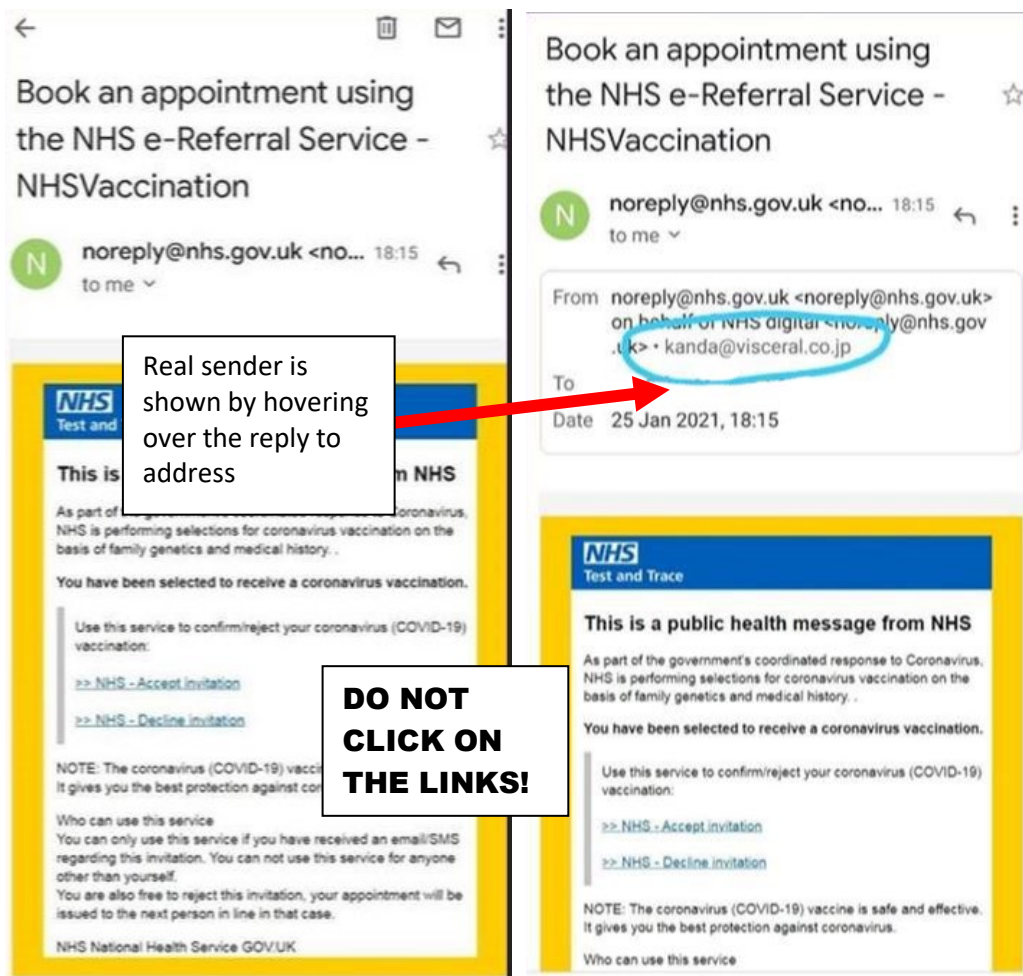 Book an appointment using
the NHS e-Referral Service -
NHSVaccination
N
noreply@nhs.gov.uk <no... 18:15
to me
Real sender is
shown by hovering
over the reply to
address
NHS
Test and
This is
m NHS
As part of
Coronavirus,
NHS is performing selections for coronavirus vaccination on the
basis of family genetics and medical history. .
You have been selected to receive a coronavirus vaccination.
Use this service to confirm/reject your coronavirus (COVID-19)
vaccination:
>> NHS - Accept invitation
>> NHS - Decline invitation
DO NOT
CLICK ON
THE LINKS!
NOTE: The coronavirus (COVID-19)
It gives you the best protection against
Who can use this service
You can only use this service if you have received an email/SMS
regarding this invitation. You can not use this service for anyone
other than yourself.
You are also free to reject this invitation, your appointment will be
issued to the next person in line in that case.
NHS National Health Service GOV.UK
Book an appointment using
the NHS e-Referral Service -
NHSVaccination
N
noreply@nhs.gov.uk <no... 18:15
to me
From noreply@nhs.gov.uk <noreply@nhs.gov.uk>
on behalf of NHS digital <noreply@nhs.gov
.uk> • kanda@visceral.co.jp
To
Date 25 Jan 2021, 18:15
NHS
Test and Trace
This is a public health message from NHS
As part of the government's coordinated response to Coronavirus,
NHS is performing selections for coronavirus vaccination on the
basis of family genetics and medical history. .
You have been selected to receive a coronavirus vaccination.
Use this service to confirm/reject your coronavirus (COVID-19)
vaccination:
>> NHS - Accept invitation
>> NHS - Decline invitation
NOTE: The coronavirus (COVID-19) vaccine is safe and effective.
It gives you the best protection against coronavirus.
Who can use this service